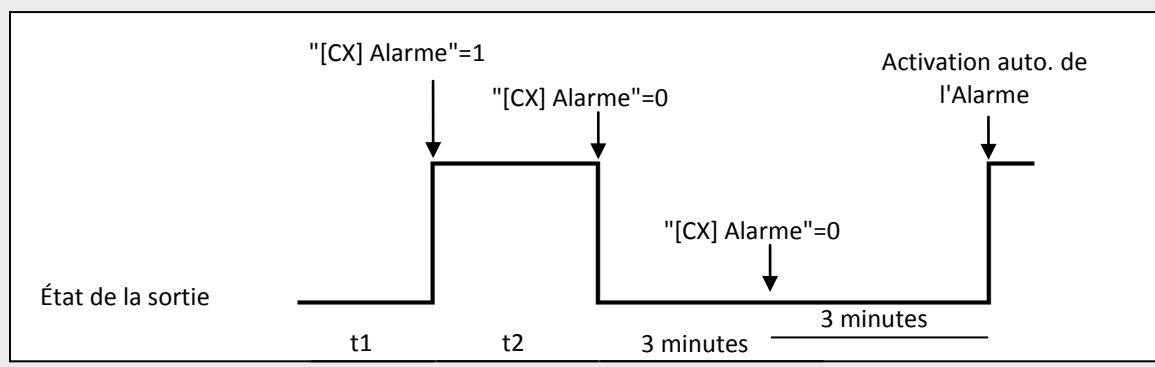 "[CX] Alarme"=1
Activation auto. de
l'Alarme
"[CX] Alarme"=0
"[CX] Alarme"=0
État de la sortie
3 minutes
t1
t2
3 minutes